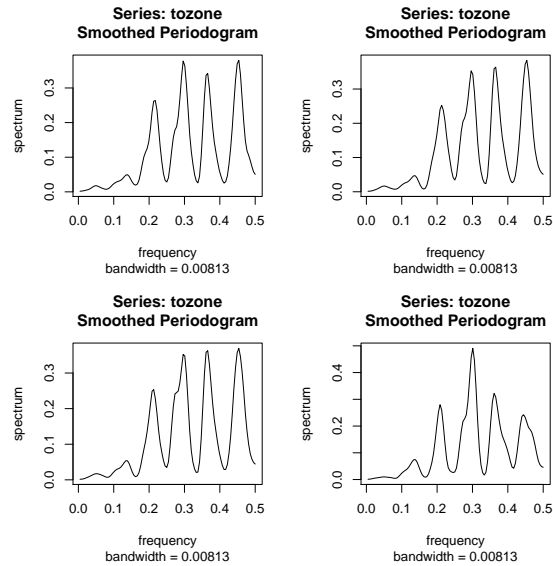 Series: tozone
Smoothed Periodogram
spectrum
0.0 0.1 0.2 0.3
0.0 0.1 0.2 0.3 0.4 0.5
frequency
bandwidth = 0.00813
Series: tozone
Smoothed Periodogram
spectrum
0.0 0.1 0.2 0.3
0.0 0.1 0.2 0.3 0.4 0.5
frequency
bandwidth = 0.00813
Series: tozone
Smoothed Periodogram
spectrum
0.0 0.1 0.2 0.3
0.0 0.1 0.2 0.3 0.4 0.5
frequency
bandwidth = 0.00813
Series: tozone
Smoothed Periodogram
spectrum
0.0 0.2 0.4
0.0 0.1 0.2 0.3 0.4 0.5
frequency
bandwidth = 0.00813